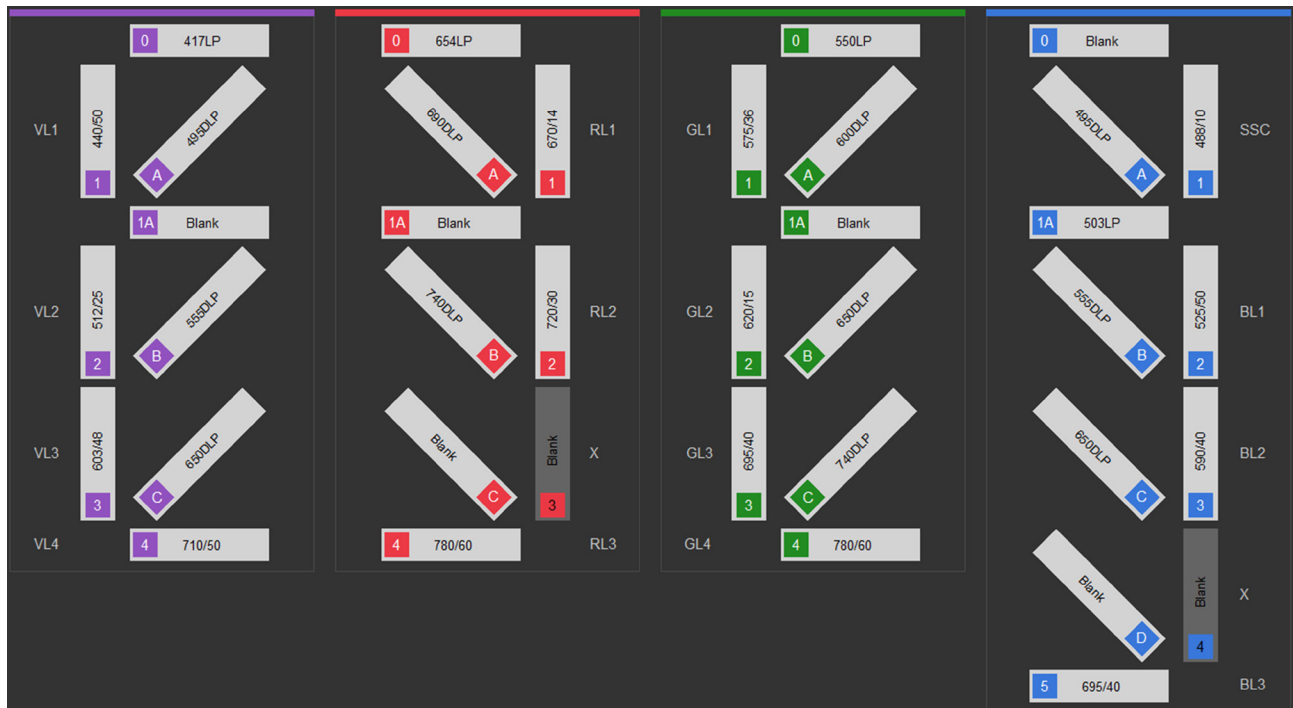 0 417LP
VL1 440/50 1 495DLP A
1A Blank
VL2 512/25 2 555DLP B
VL3 603/48 3 650DLP C
VL4 4 710/50
0 654LP
690DLP A 670/14 1 RL1
1A Blank
740DLP B 720/30 2 RL2
Blank C Blank 3 X
4 780/60 RL3
0 550LP
GL1 575/36 1 600DLP A
1A Blank
GL2 620/15 2 650DLP B
GL3 695/40 3 740DLP C
GL4 4 780/60
0 Blank
495DLP A 488/10 1 SSC
1A 503LP
555DLP B 525/50 2 BL1
650DLP C 590/40 3 BL2
Blank D Blank 4 X
5 695/40 BL3